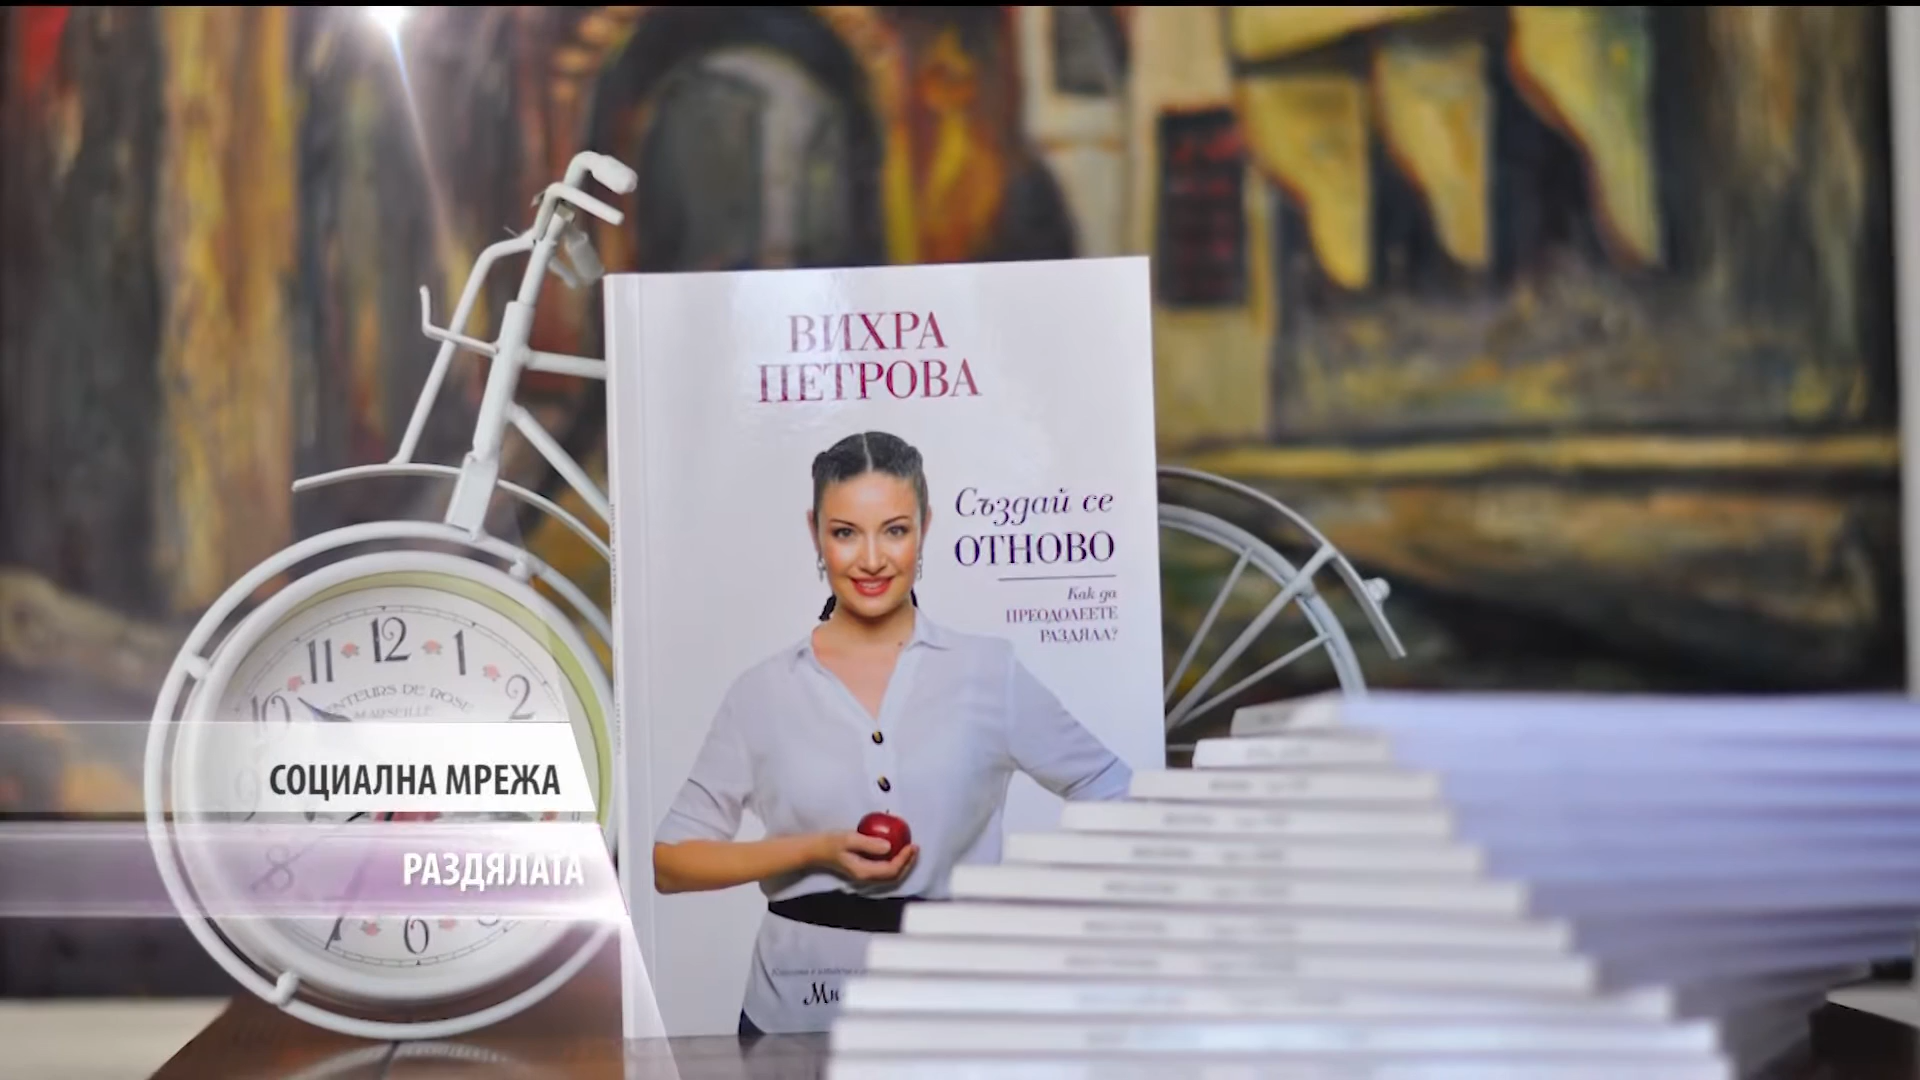 ВИХРА
ПЕТРОВА
Създай се
ОТНОВО
Как да
ПРЕОДОЛЕЕТЕ
РАЗДЯЛА?
12
11
1
10
2
MARSEILLE
6
СОЦИАЛНА МРЕЖА
РАЗДЯЛАТА